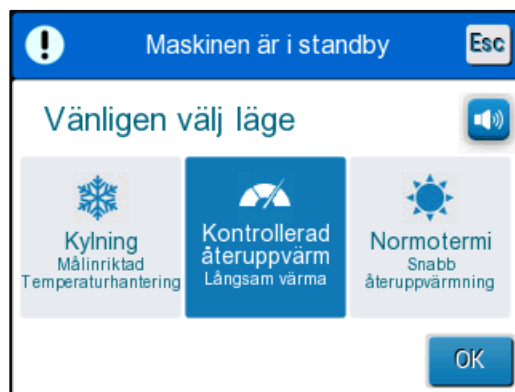 Maskinen är i standby
Esc
Vänligen välj läge
Kylning
Målinriktad
Temperaturhantering
Kontrollerad
återuppvärm
Långsam värma
Normotermi
Snabb
återuppvärmning
OK